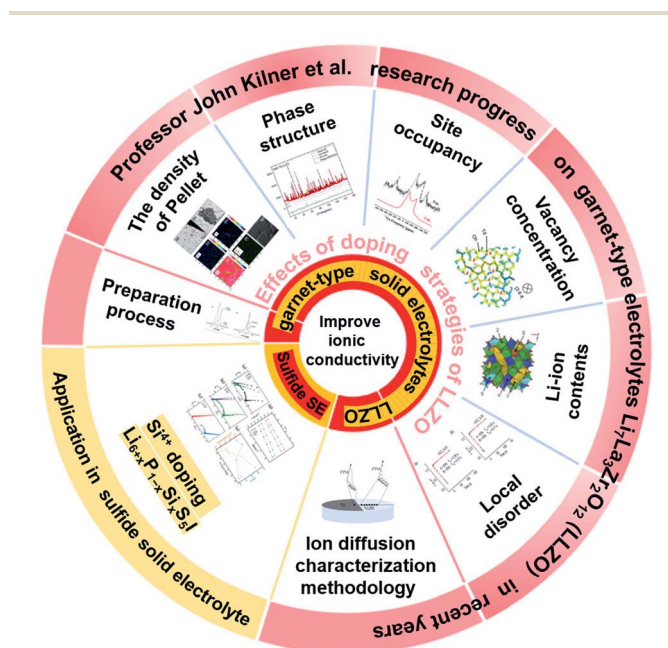 Professor John Kilner et al. research progress on garnet-type electrolytes Li₇La₃Zr₂O₁₂ (LLZO) in recent years
Application in sulfide solid electrolyte
Preparation
process
The density
of Pellet
Phase
structure
Site
occupancy
Vacancy
concentration
Li-ion
contents
Local
disorder
Ion diffusion
characterization
methodology
Si⁴⁺ doping
Li₆₊ₓP₁₋ₓSiₓS₅I
Effects of doping strategies of LLZO
garnet-type solid electrolytes
LLZO
Sulfide SE
Improve
ionic
conductivity